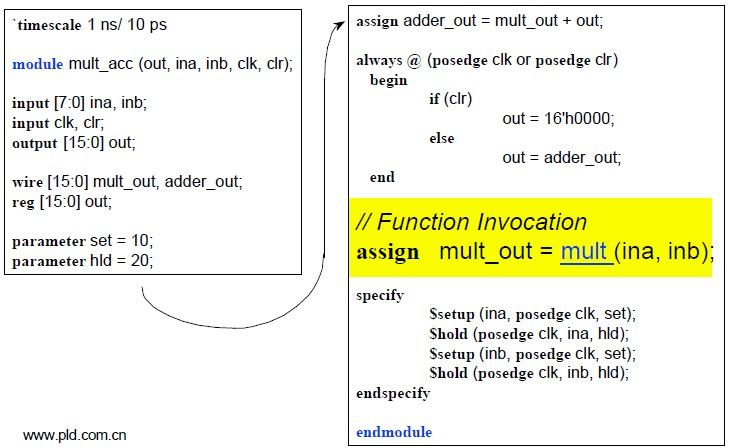 `timescale 1 ns/ 10 ps
module mult_acc (out, ina, inb, clk, clr);
input [7:0] ina, inb;
input clk, clr;
output [15:0] out;
wire [15:0] mult_out, adder_out;
reg [15:0] out;
parameter set = 10;
parameter hld = 20;
assign adder_out = mult_out + out;
always @ (posedge clk or posedge clr)
begin
if (clr)
out = 16'h0000;
else
out = adder_out;
end
// Function Invocation
assign mult_out = mult (ina, inb);
specify
$setup (ina, posedge clk, set);
$hold (posedge clk, ina, hld);
$setup (inb, posedge clk, set);
$hold (posedge clk, inb, hld);
endspecify
endmodule
www.pld.com.cn